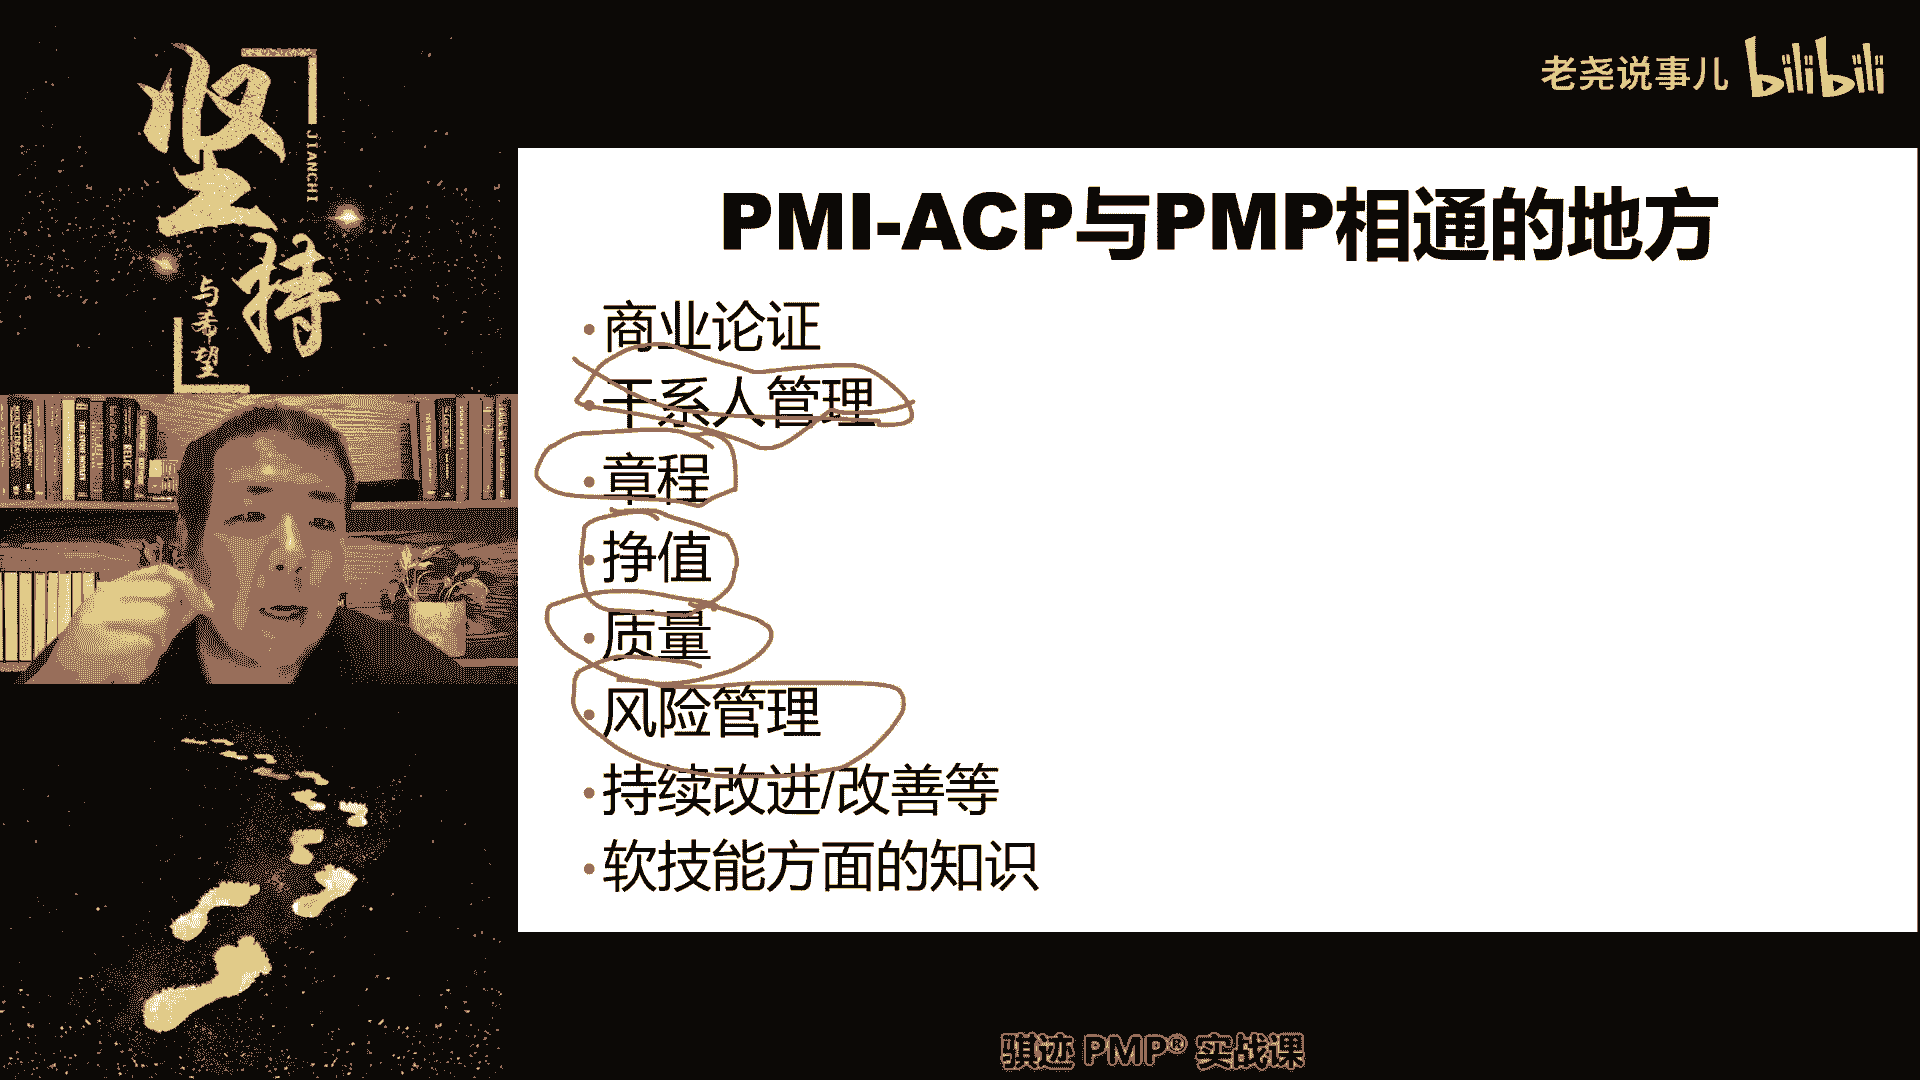 坚持
JIANCHI
与希望
老尧说事儿 bilibili
PMI-ACP与PMP相通的地方
•商业论证
•干系人管理
•章程
•挣值
•质量
•风险管理
•持续改进/改善等
•软技能方面的知识
骐迹 PMP® 实战课